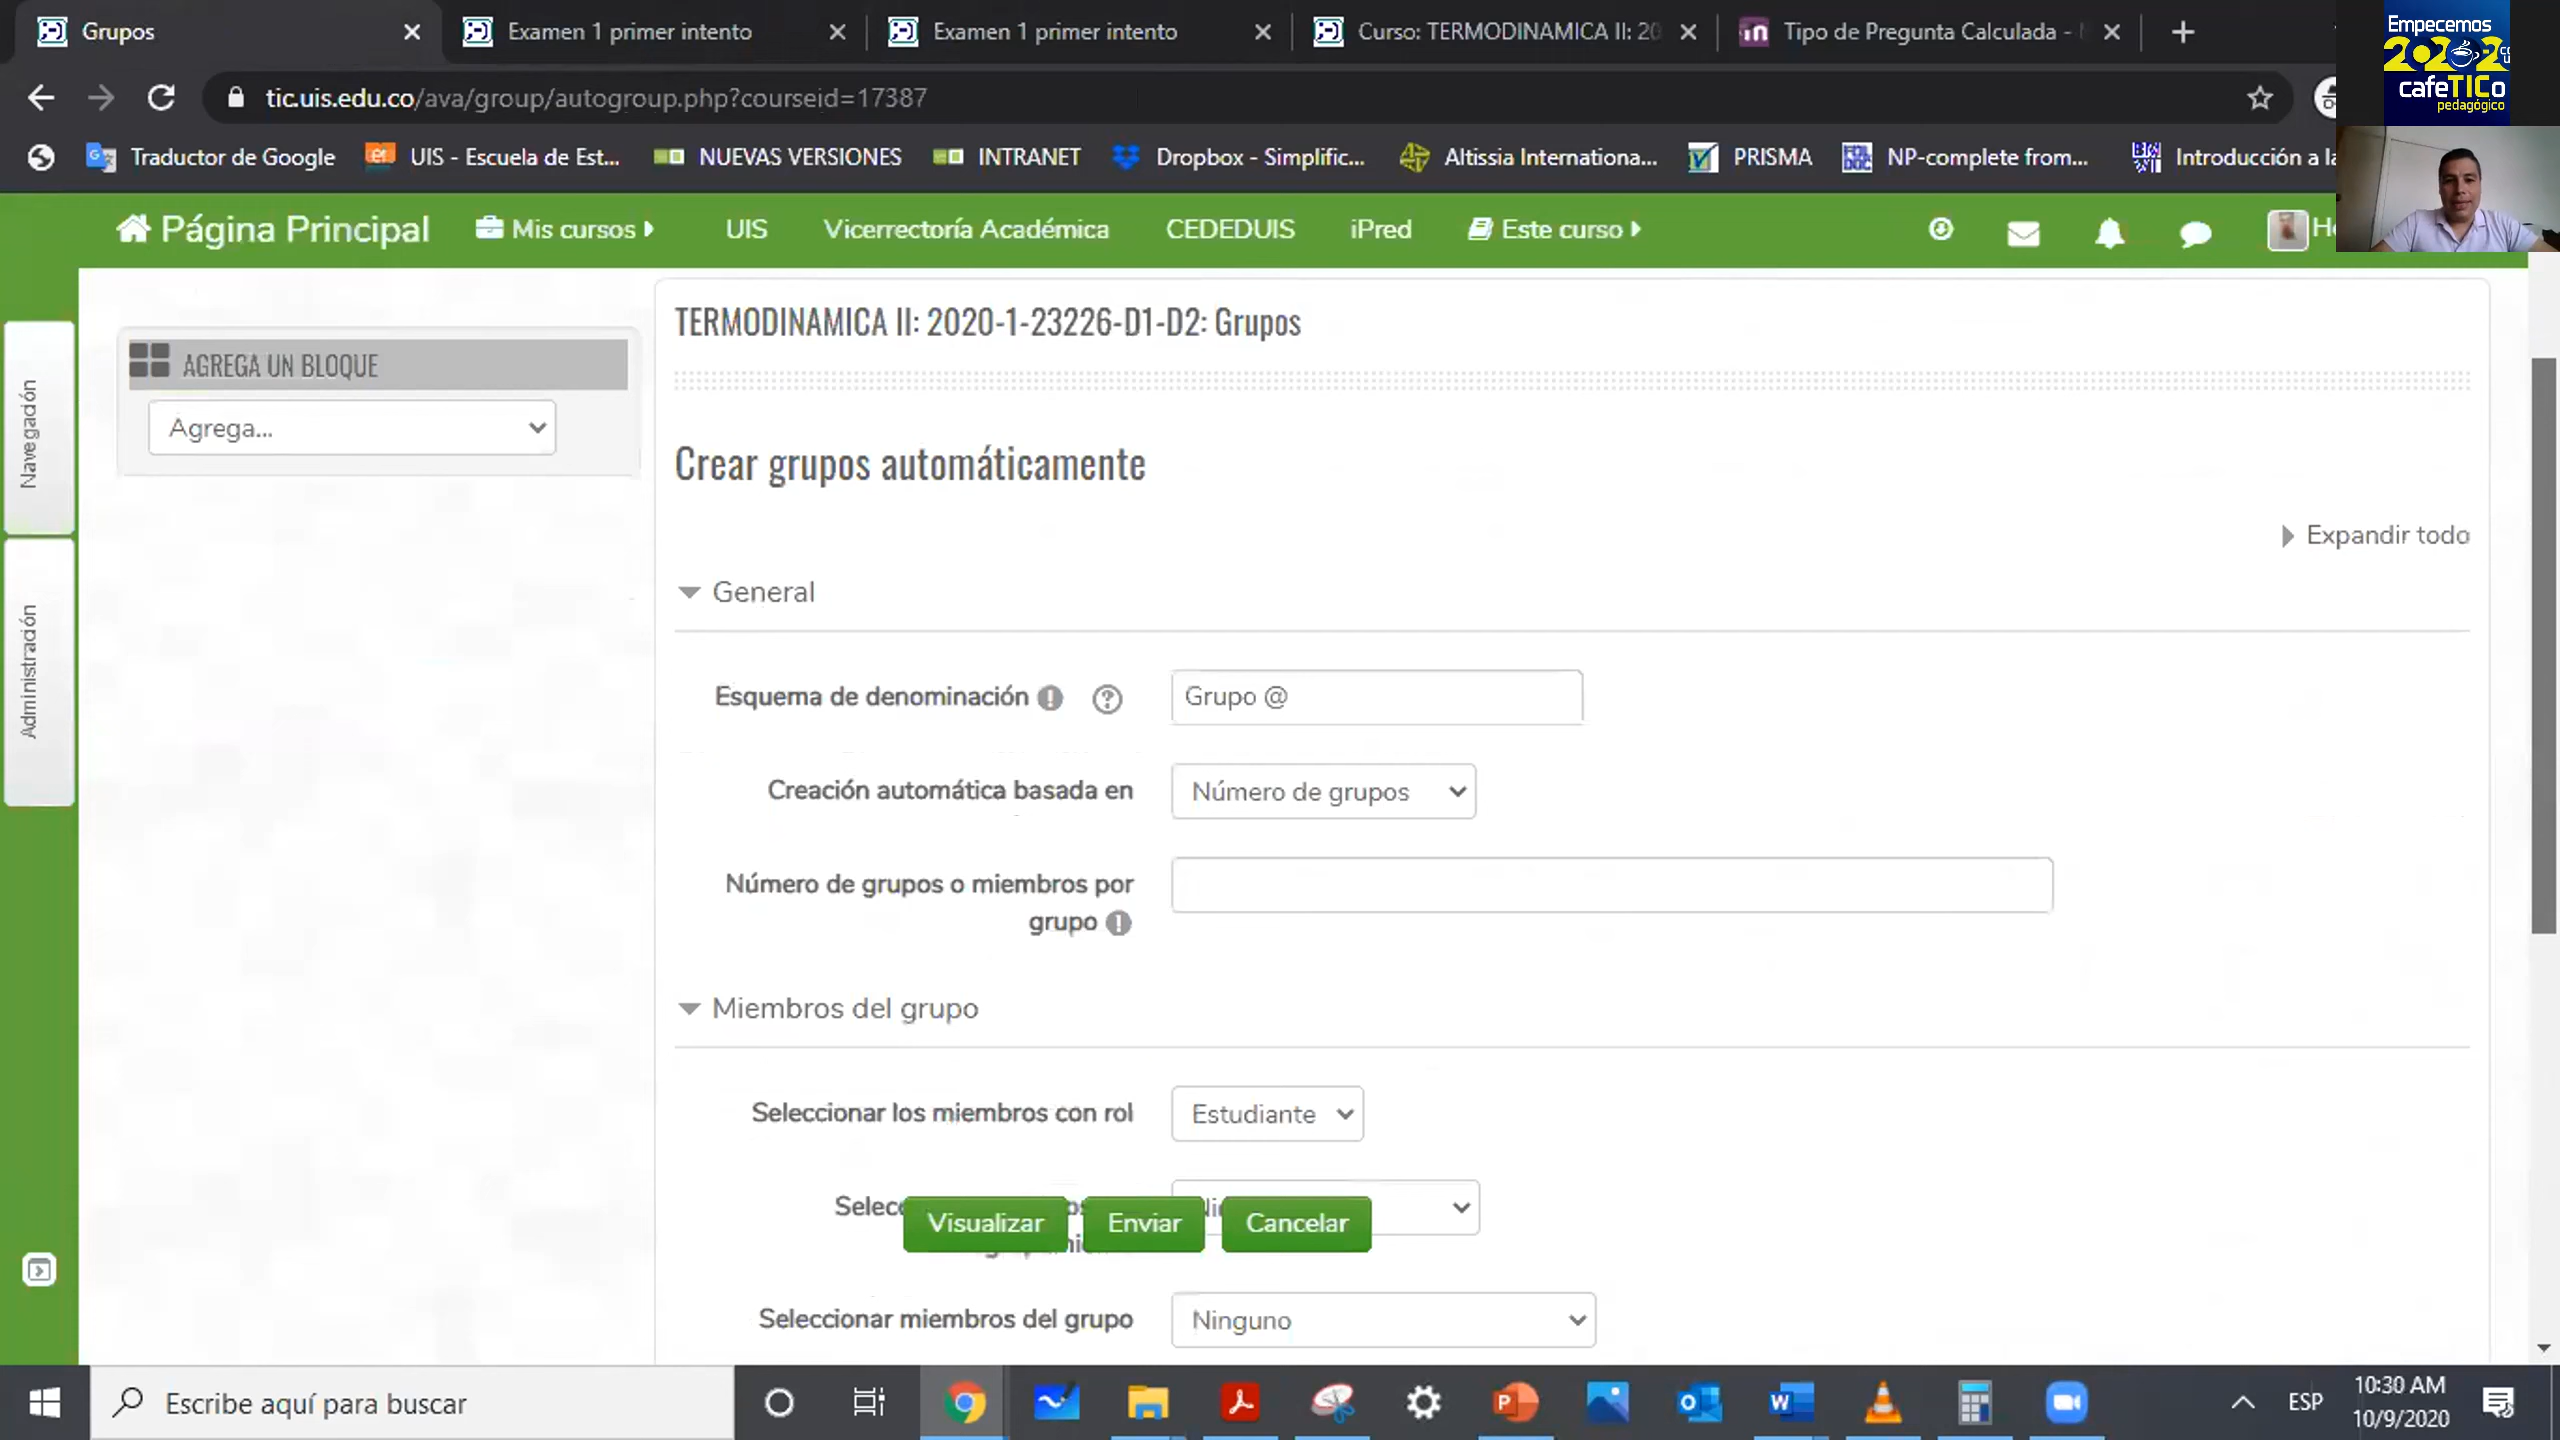 Grupos
Examen 1 primer intento
Examen 1 primer intento
Curso: TERMODINAMICA II: 20
Tipo de Pregunta Calculada -
Empecemos
2020-2
cafeTICo
pedagógico
tic.uis.edu.co/ava/group/autogroup.php?courseid=17387
Traductor de Google
UIS - Escuela de Est...
NUEVAS VERSIONES
INTRANET
Dropbox - Simplific...
Altissia Internationa...
PRISMA
NP-complete from...
Introducción a la
Página Principal
Mis cursos
UIS
Vicerrectoría Académica
CEDEDUIS
iPred
Este curso
Navegación
Administración
AGREGA UN BLOQUE
Agrega...
TERMODINAMICA II: 2020-1-23226-D1-D2: Grupos
Crear grupos automáticamente
Expandir todo
General
Esquema de denominación
Grupo @
Creación automática basada en
Número de grupos
Número de grupos o miembros por
grupo
Miembros del grupo
Seleccionar los miembros con rol
Estudiante
Visualizar
Enviar
Cancelar
Seleccionar miembros del grupo
Ninguno
Escribe aquí para buscar
ESP
10:30 AM
10/9/2020